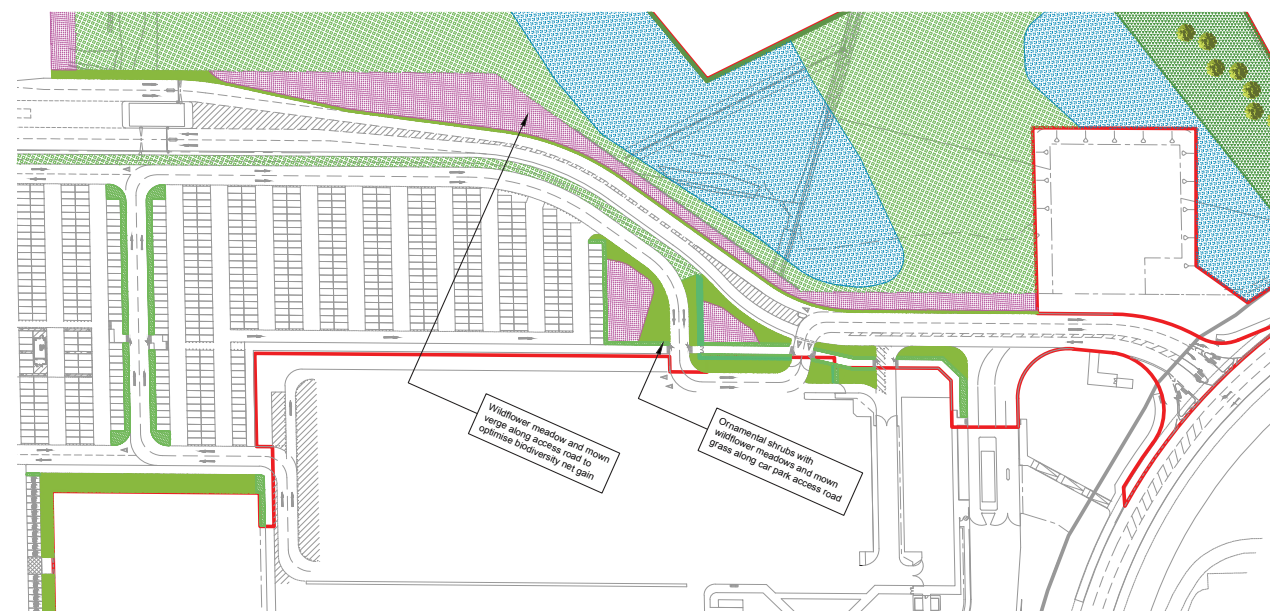 Wildflower meadow and mown
verge along access road to
optimise biodiversity net gain
Ornamental shrubs with
wildflower meadows and mown
grass along car park access road